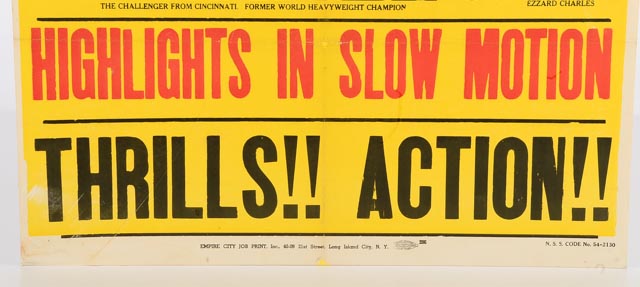 THE CHALLENGER FROM CINCINNATI. FORMER WORLD HEAVYWEIGHT CHAMPION
EZZARD CHARLES
HIGHLIGHTS IN SLOW MOTION
THRILLS!! ACTION!!
EMPIRE CITY JOB PRINT, Inc. 40-09 21st Street, Long Island City, N. Y.
N. S. S. CODE No. 54-2130